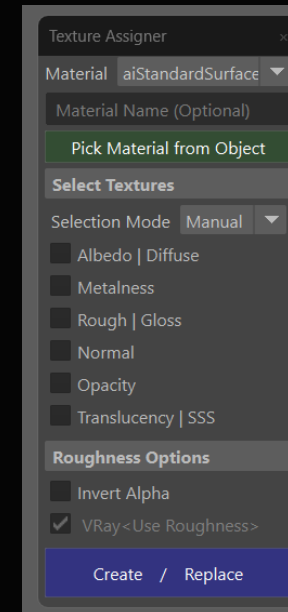 Texture Assigner ×
Material aiStandardSurface
Material Name (Optional)
Pick Material from Object
Select Textures
Selection Mode Manual
Albedo | Diffuse
Metalness
Rough | Gloss
Normal
Opacity
Translucency | SSS
Roughness Options
Invert Alpha
VRay<Use Roughness>
Create / Replace